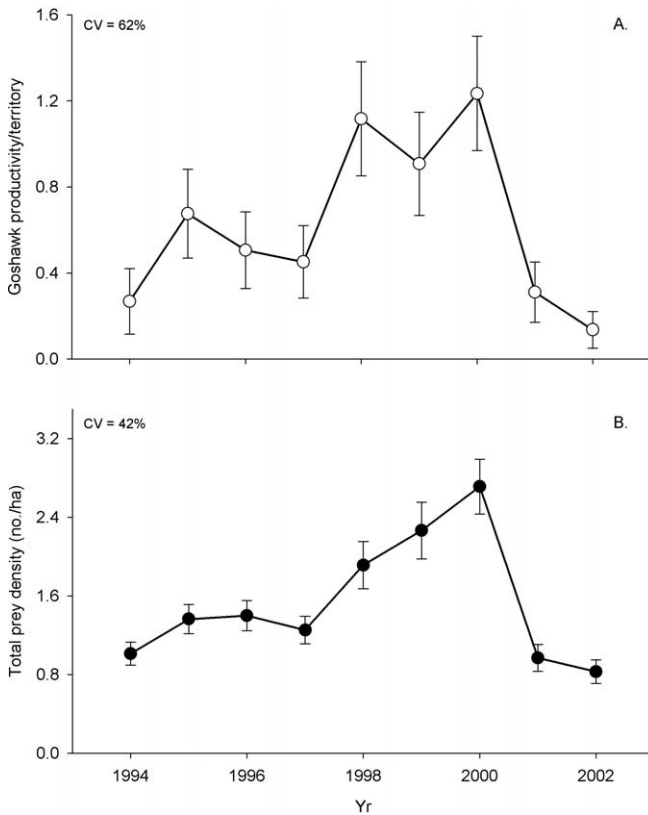 CV = 62%
A.
Goshawk productivity/territory
1.6
1.2
0.8
0.4
0.0
CV = 42%
B.
Total prey density (no./ha)
3.2
2.4
1.6
0.8
0.0
1994 1996 1998 2000 2002
Yr